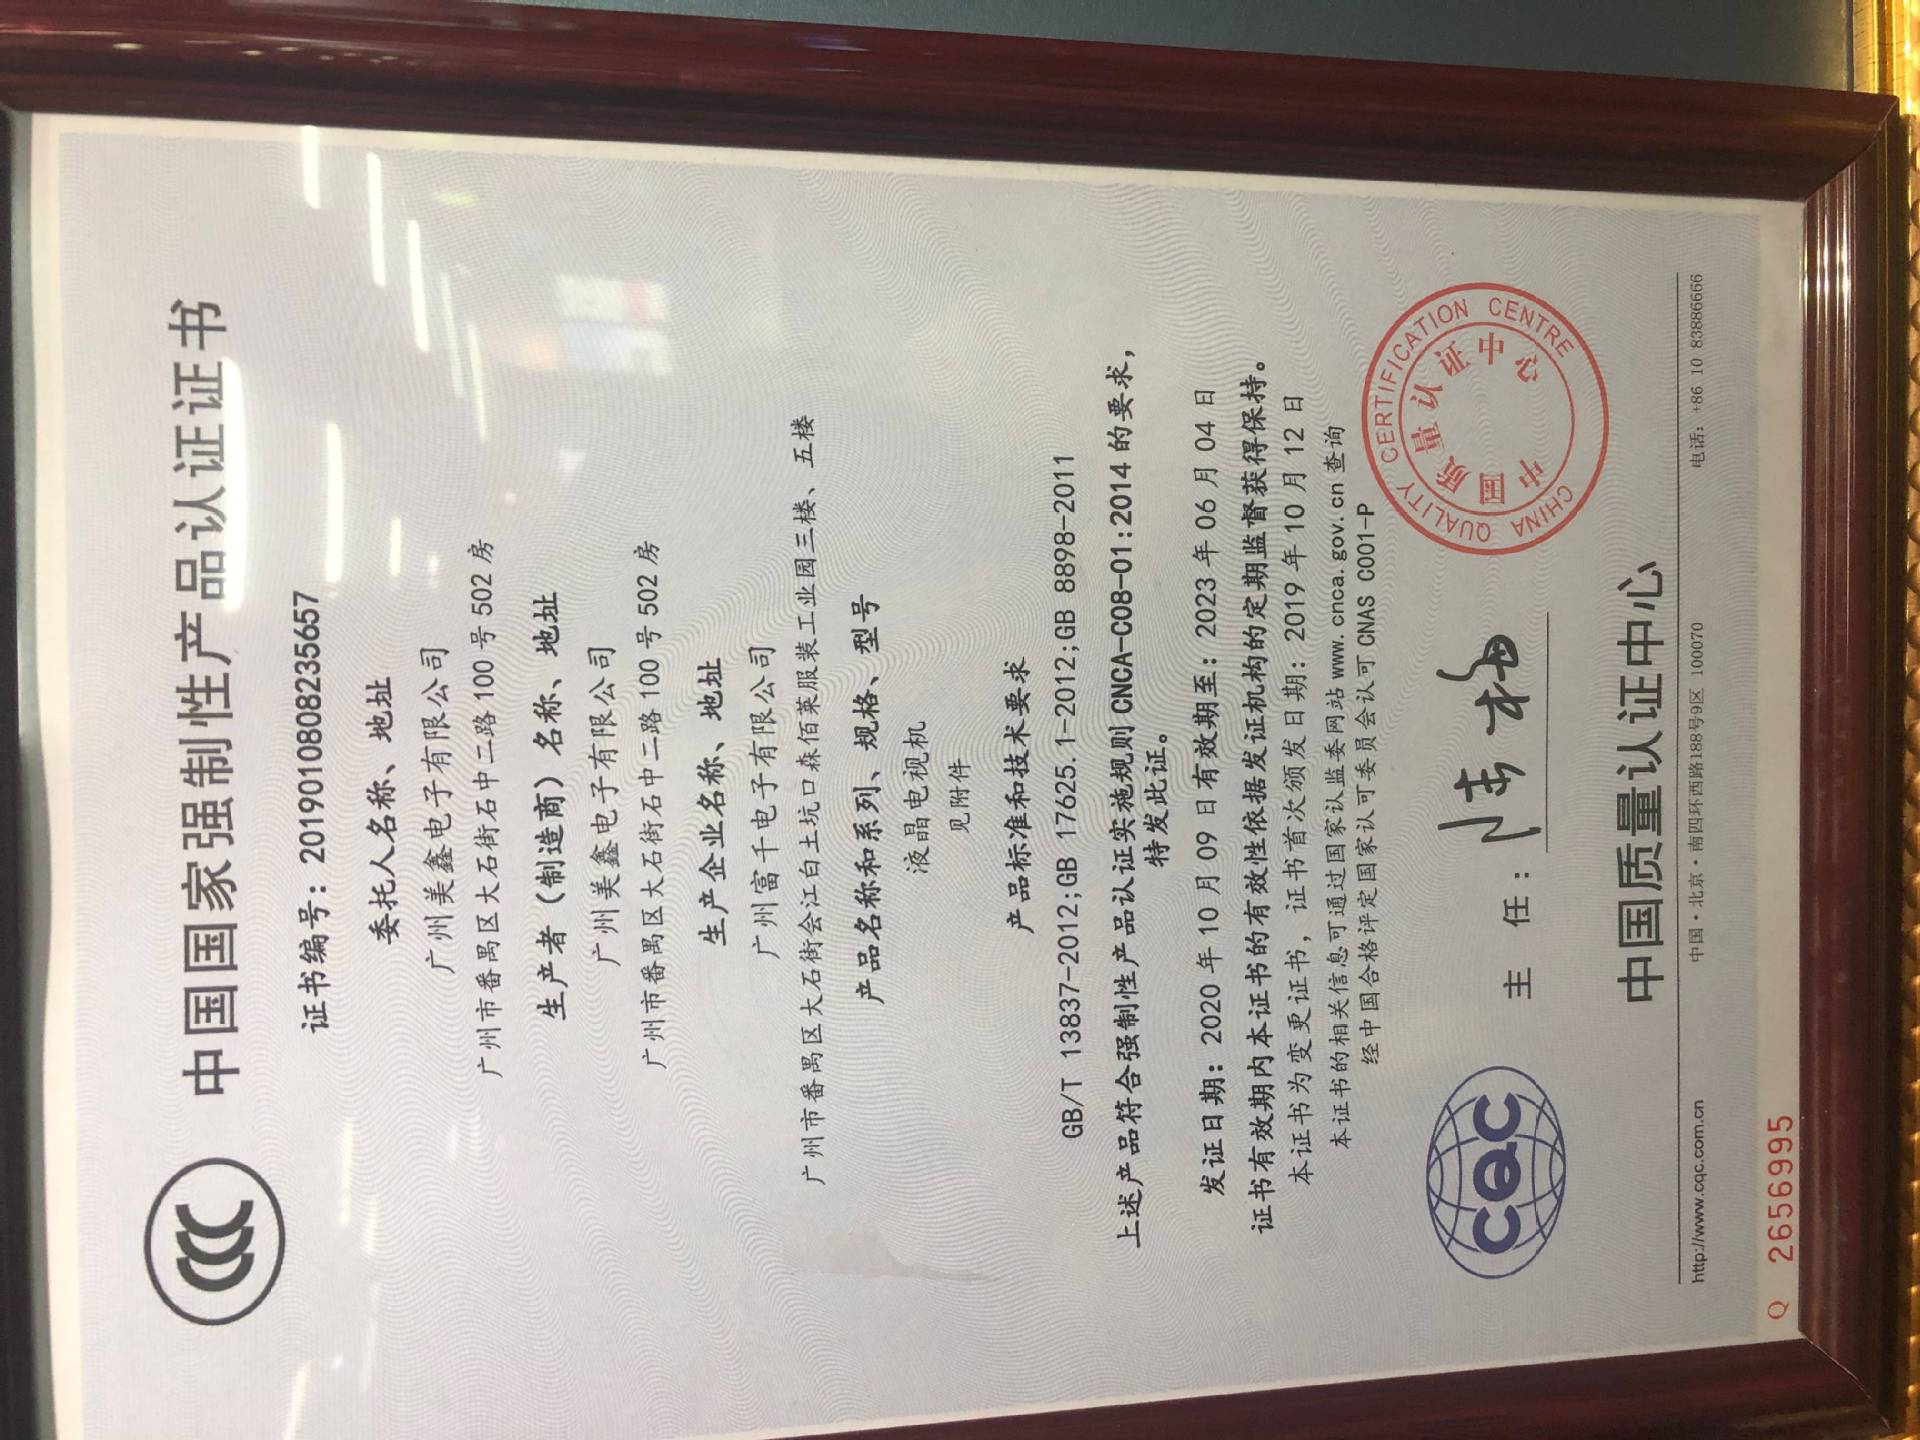 中国国家强制性产品认证证书
证书编号：2019010808235657
委托人名称、地址
广州美鑫电子有限公司
广州市番禺区大石街石中二路100号502房
生产者（制造商）名称、地址
广州美鑫电子有限公司
广州市番禺区大石街石中二路100号502房
生产企业名称、地址
广州富千电子有限公司
广州市番禺区大石街会江白土坑口森佰莱服装工业园三楼、五楼
产品名称和系列、规格、型号
液晶电视机
见附件
产品标准和技术要求
GB/T 13837-2012;GB 17625.1-2012;GB 8898-2011
上述产品符合强制性产品认证实施规则 CNCA-C08-01:2014 的要求，
特发此证。
发证日期：2020年10月09日有效期至：2023年06月04日
证书有效期内本证书的有效性依据发证机构的定期监督获得保持。
本证书为变更证书，证书首次颁发日期：2019年10月12日
本证书的相关信息可通过国家认监委网站www.cnca.gov.cn查询
经中国合格评定国家认可委员会认可 CNAS C001-P
主 任：
陆梅
CQC
CHINA QUALITY CERTIFICATION CENTRE
中国质量认证中心
中国质量认证中心
http://www.cqc.com.cn 中国·北京·南四环西路188号9区 100070 电话：+86 10 83886666
Q 2656995